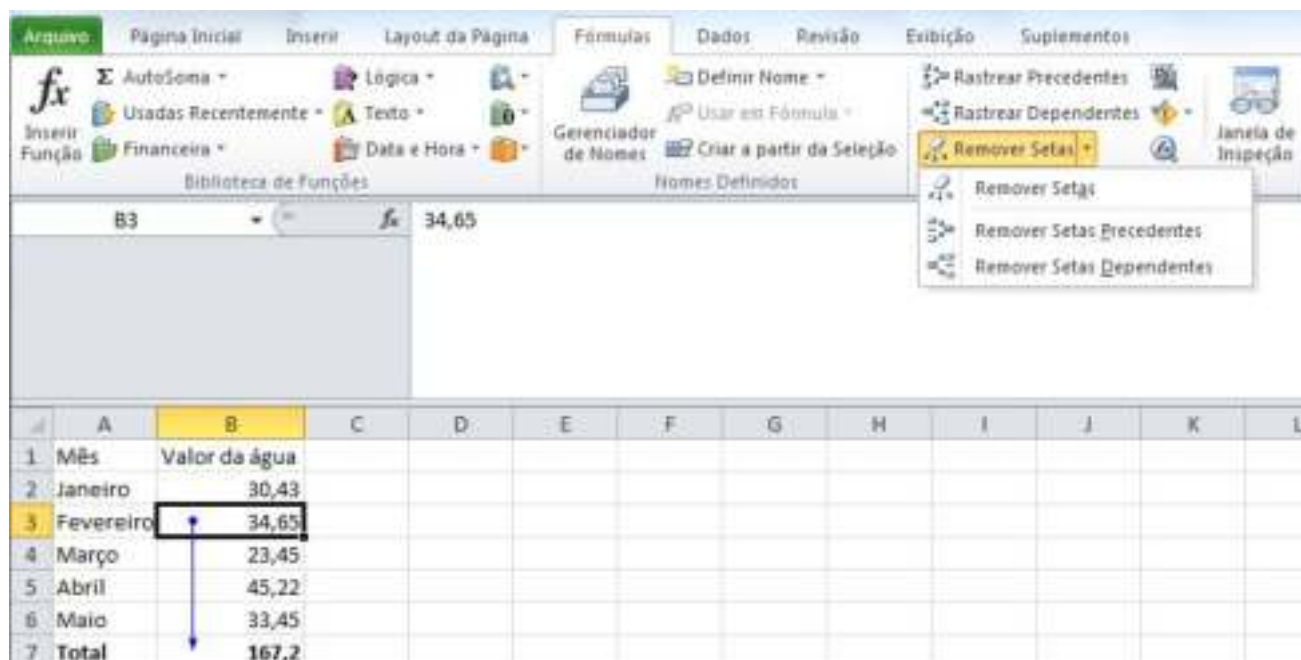 Arquivo Página Inicial Inserir Layout da Página Fórmulas Dados Revisão Exibição Suplementos
fx Σ AutoSoma Lógica Definir Nome Rastrear Precedentes
Usadas Recentemente Texto Usar em Fórmula Rastrear Dependentes
Inserir Função Financeira Data e Hora Gerenciador de Nomes Criar a partir da Seleção Remover Setas Janela de Inspeção
Biblioteca de Funções Nomes Definidos
Remover Setas
B3 fx 34,65
Remover Setas Precedentes
Remover Setas Dependentes
A B C D E F G H I J K L
1 Mês Valor da água
2 Janeiro 30,43
3 Fevereiro 34,65
4 Março 23,45
5 Abril 45,22
6 Maio 33,45
7 Total 167,2